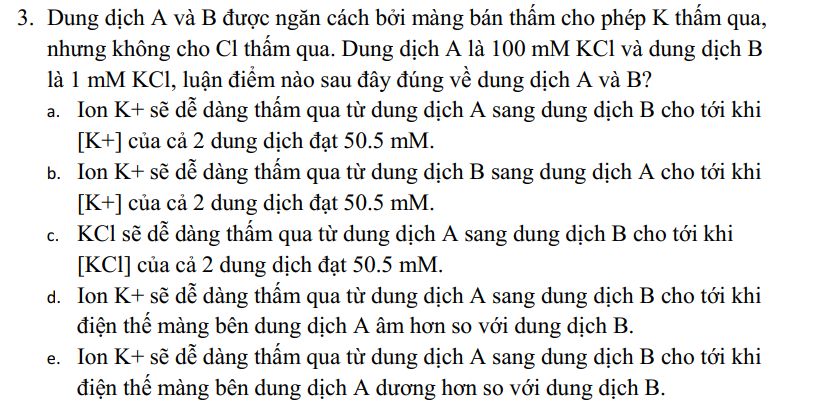 3. Dung dịch A và B được ngăn cách bởi màng bán thấm cho phép K thấm qua,
nhưng không cho Cl thấm qua. Dung dịch A là 100 mM KCl và dung dịch B
là 1 mM KCl, luận điểm nào sau đây đúng về dung dịch A và B?
a. Ion K+ sẽ dễ dàng thấm qua từ dung dịch A sang dung dịch B cho tới khi
[K+] của cả 2 dung dịch đạt 50.5 mM.
b. Ion K+ sẽ dễ dàng thấm qua từ dung dịch B sang dung dịch A cho tới khi
[K+] của cả 2 dung dịch đạt 50.5 mM.
c. KCl sẽ dễ dàng thấm qua từ dung dịch A sang dung dịch B cho tới khi
[KCl] của cả 2 dung dịch đạt 50.5 mM.
d. Ion K+ sẽ dễ dàng thấm qua từ dung dịch A sang dung dịch B cho tới khi
điện thế màng bên dung dịch A âm hơn so với dung dịch B.
e. Ion K+ sẽ dễ dàng thấm qua từ dung dịch A sang dung dịch B cho tới khi
điện thế màng bên dung dịch A dương hơn so với dung dịch B.